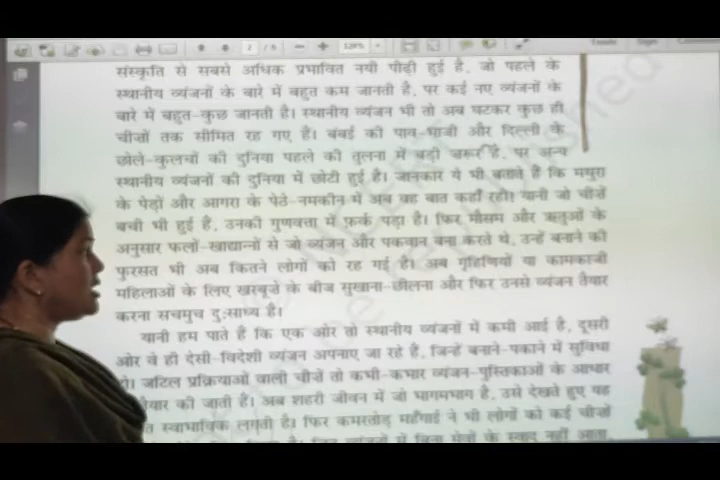 संस्कृति से सबसे अधिक प्रभावित नयी पीढ़ी हुई है, जो पहले के
स्थानीय व्यंजनों के बारे में बहुत कम जानती है, पर कई नए व्यंजनों के
बारे में बहुत-कुछ जानती है। स्थानीय व्यंजन भी तो अब घटकर कुछ ही
चीज़ों तक सीमित रह गए हैं। बंबई की पाव-भाजी और दिल्ली के
छोले-कुलचों की दुनिया पहले की तुलना में बड़ी ज़रूर है, पर अन्य
स्थानीय व्यंजनों की दुनिया में छोटी हुई है। जानकार ये भी बताते हैं कि मथुरा
के पेड़ों और आगरा के पेठे-नमकीन में अब वह बात कहाँ रही! यानी जो चीज़ें
बची भी हुई हैं, उनकी गुणवत्ता में फ़र्क पड़ा है। फिर मौसम और ऋतुओं के
अनुसार फलों-खाद्यान्नों से जो व्यंजन और पकवान बना करते थे, उन्हें बनाने की
फुरसत भी अब कितने लोगों को रह गई है। अब गृहिणियों या कामकाजी
महिलाओं के लिए खरबूजे के बीज सुखाना-छीलना और फिर उनसे व्यंजन तैयार
करना सचमुच दुःसाध्य है।
यानी हम पाते हैं कि एक ओर तो स्थानीय व्यंजनों में कमी आई है, दूसरी
ओर वे ही देसी-विदेशी व्यंजन अपनाए जा रहे हैं, जिन्हें बनाने-पकाने में सुविधा
हो। जटिल प्रक्रियाओं वाली चीज़ें तो कभी-कभार व्यंजन-पुस्तिकाओं के आधार
तैयार की जाती हैं। अब शहरी जीवन में जो भागमभाग है, उसे देखते हुए यह
स्वाभाविक लगती है। फिर कमरतोड़ महँगाई ने भी लोगों को कई चीज़ों
व्यंजनों में बिना मेवों के स्वाद नहीं आता,